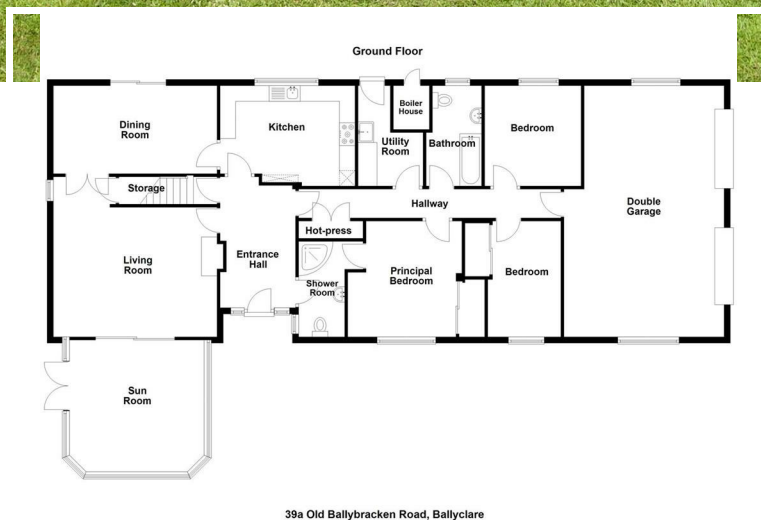 Ground Floor
Dining
Room
Kitchen
Boiler
House
Utility
Room
Bathroom
Bedroom
Storage
Hallway
Double
Garage
Hot-press
Living
Room
Entrance
Hall
Shower
Room
Principal
Bedroom
Bedroom
Sun
Room
39a Old Ballybracken Road, Ballyclare